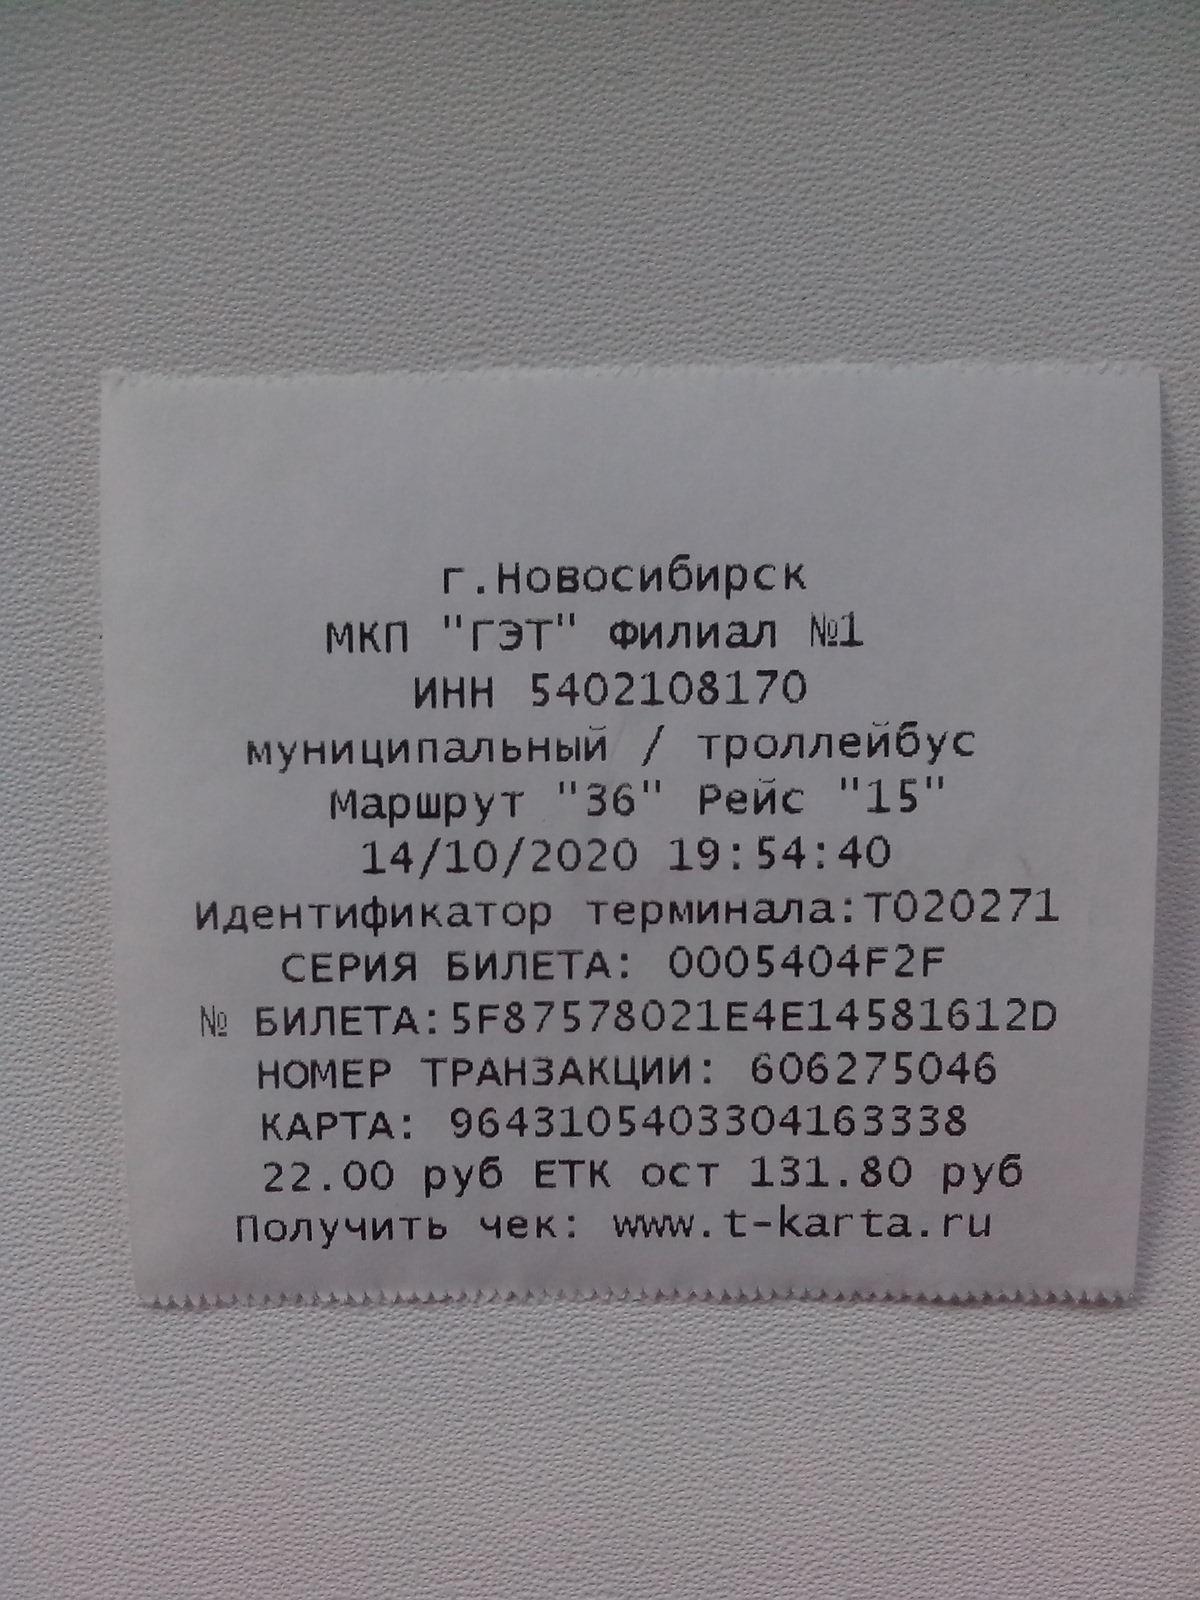 г.Новосибирск
МКП "ГЭТ" Филиал №1
ИНН 5402108170
муниципальный / троллейбус
Маршрут "36" Рейс "15"
14/10/2020 19:54:40
Идентификатор терминала:T020271
СЕРИЯ БИЛЕТА: 0005404F2F
№ БИЛЕТА:5F87578021E4E14581612D
НОМЕР ТРАНЗАКЦИИ: 606275046
КАРТА: 9643105403304163338
22.00 руб ЕТК ост 131.80 руб
Получить чек: www.t-karta.ru